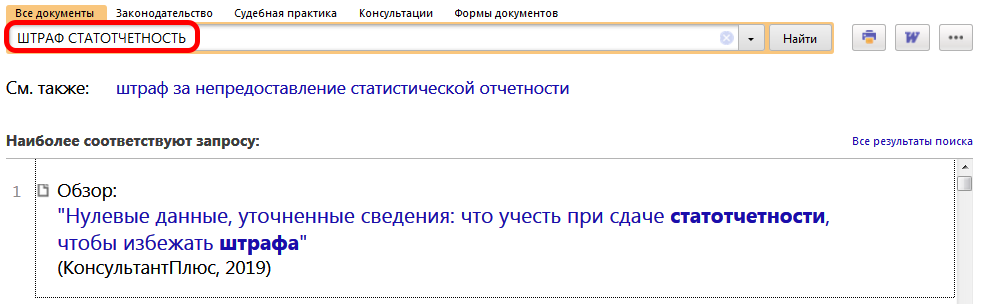 Все документы Законодательство Судебная практика Консультации Формы документов
ШТРАФ СТАТОТЧЕТНОСТЬ Найти W
См. также: штраф за непредоставление статистической отчетности
Наиболее соответствуют запросу: Все результаты поиска
1 Обзор:
"Нулевые данные, уточненные сведения: что учесть при сдаче статотчетности,
чтобы избежать штрафа"
(КонсультантПлюс, 2019)